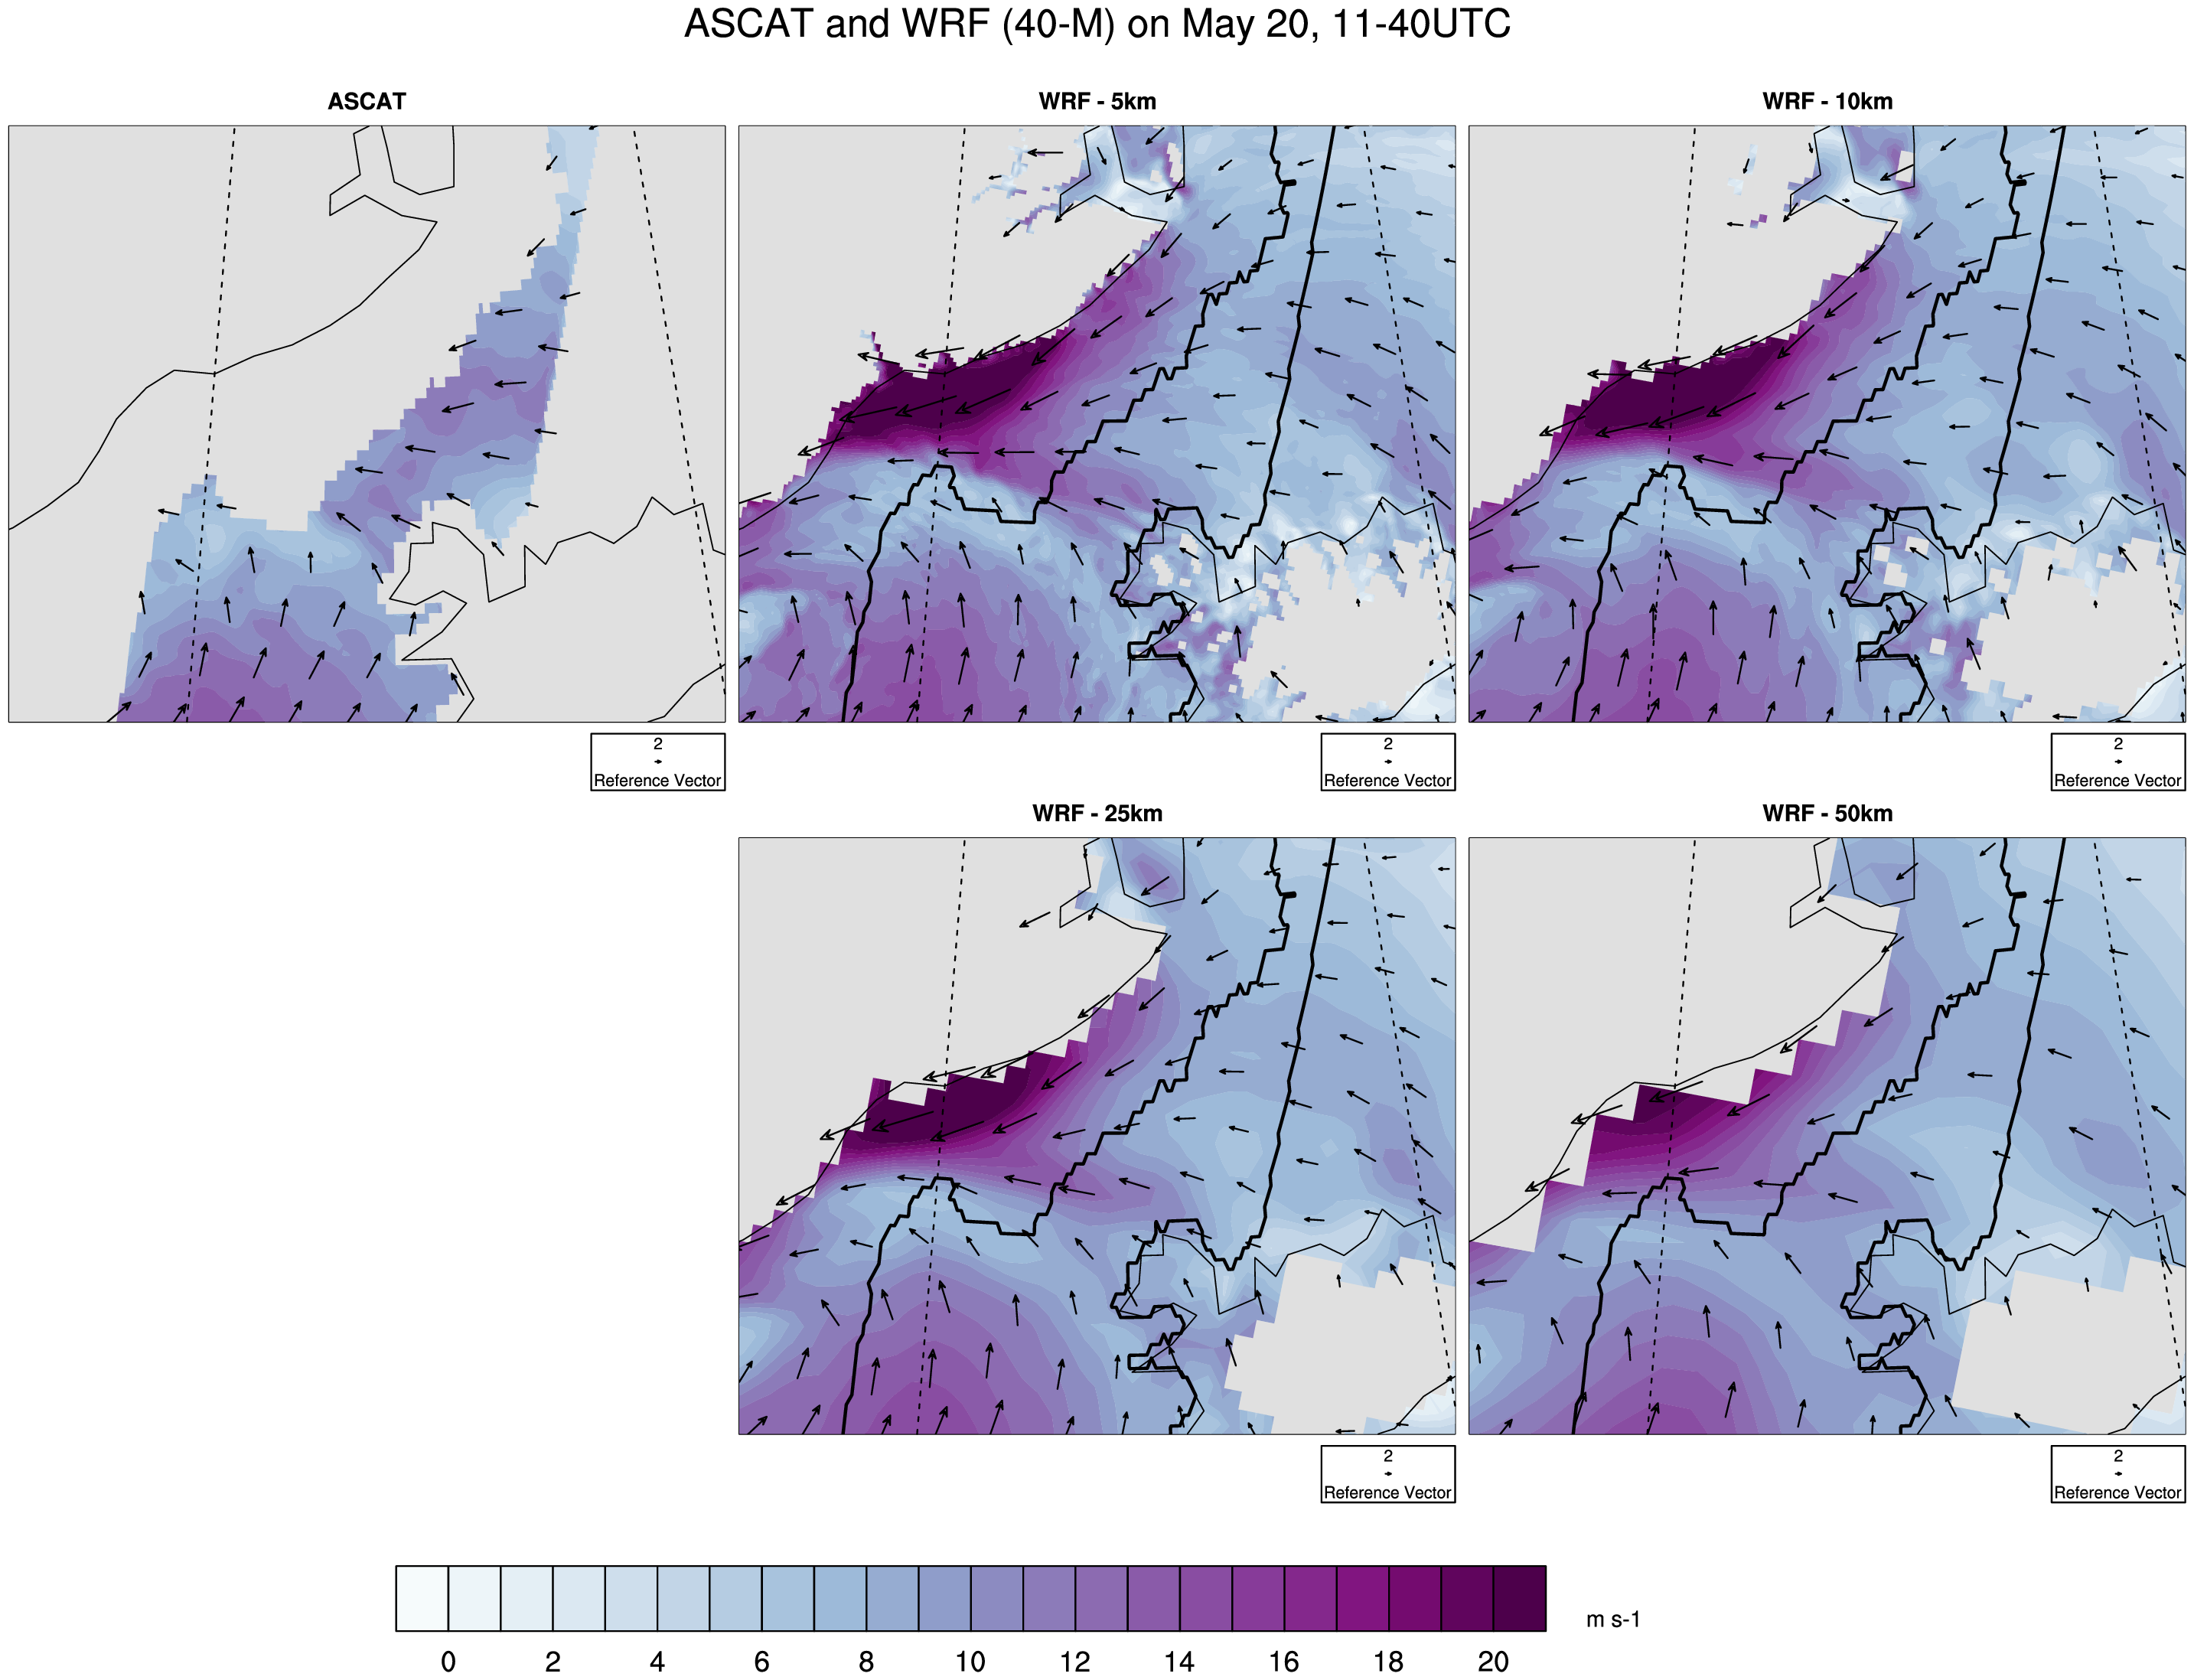 ASCAT and WRF (40-M) on May 20, 11-40UTC
ASCAT
WRF - 5km
WRF - 10km
2
Reference Vector
2
Reference Vector
2
Reference Vector
WRF - 25km
WRF - 50km
2
Reference Vector
2
Reference Vector
m s-1
0 2 4 6 8 10 12 14 16 18 20